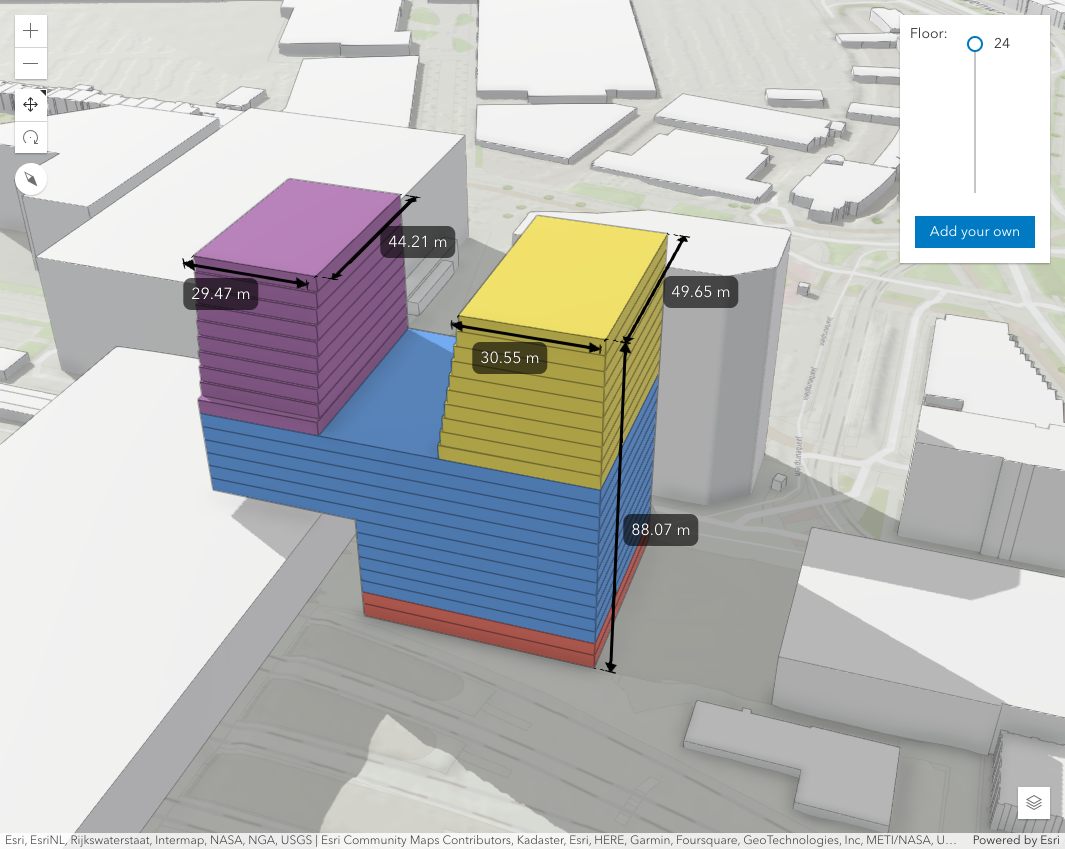 Floor:
24
Add your own
44.21 m
29.47 m
49.65 m
30.55 m
88.07 m
Esri, EsriNL, Rijkswaterstaat, Intermap, NASA, NGA, USGS | Esri Community Maps Contributors, Kadaster, Esri, HERE, Garmin, Foursquare, GeoTechnologies, Inc, METI/NASA, U...
Powered by Esri